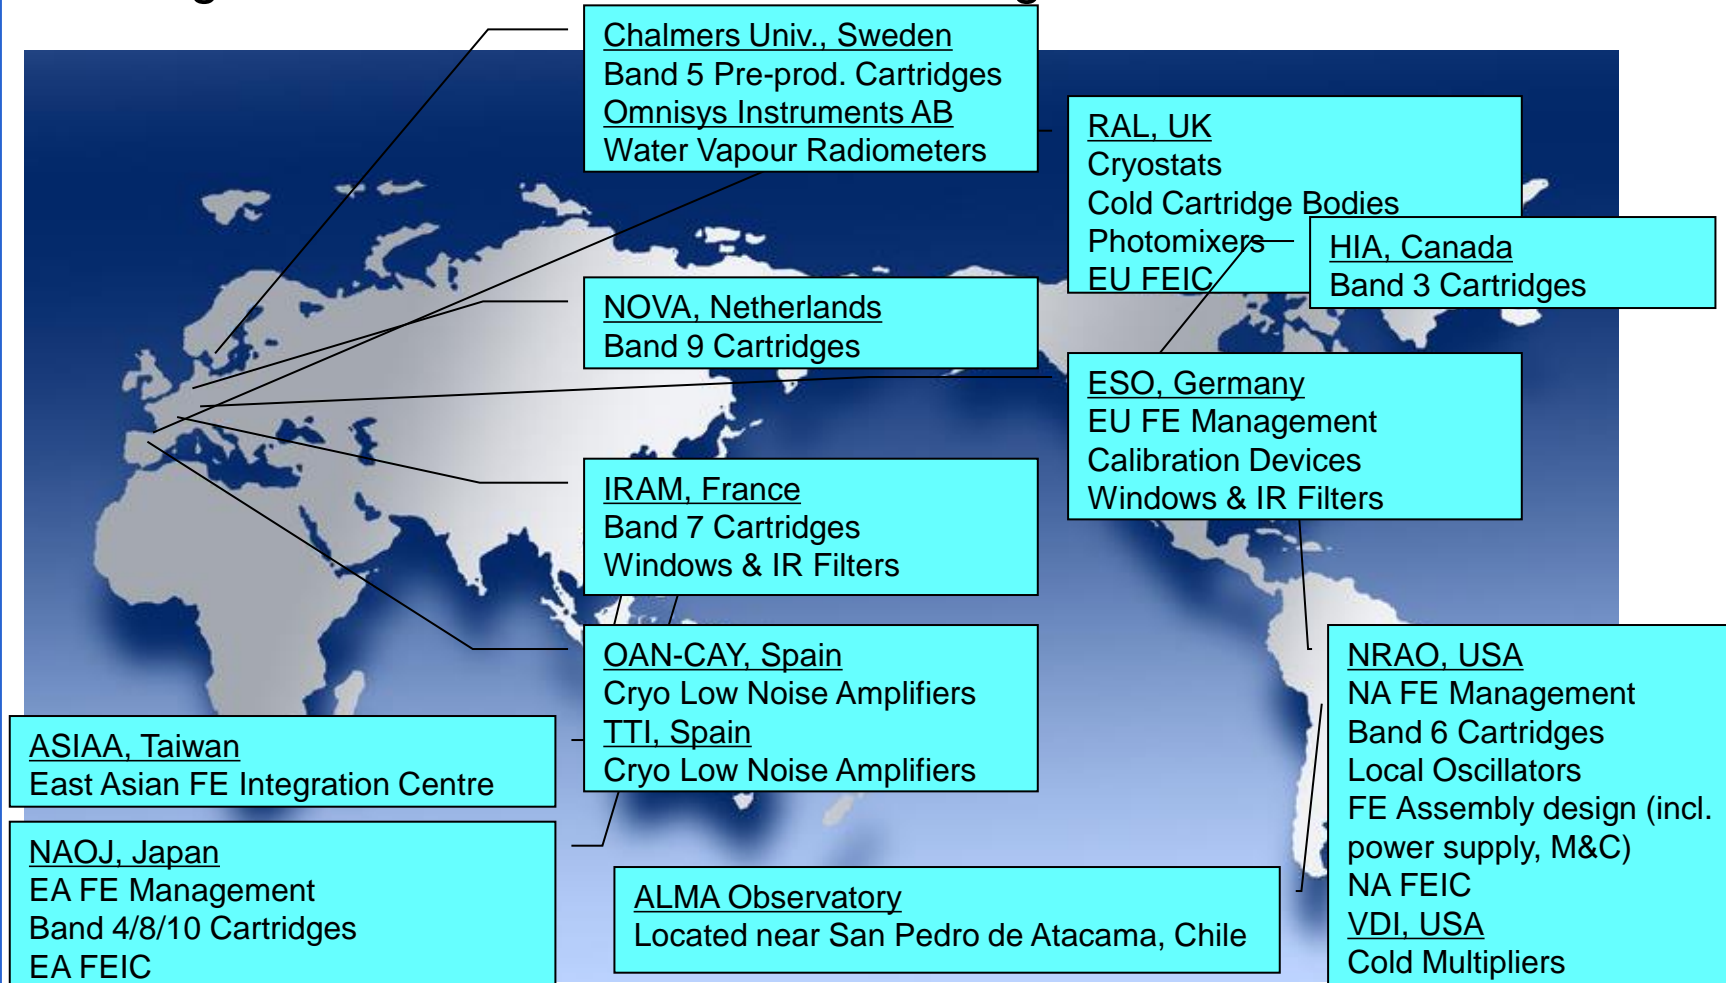 Chalmers Univ., Sweden
Band 5 Pre-prod. Cartridges
Omnisys Instruments AB
Water Vapour Radiometers
RAL, UK
Cryostats
Cold Cartridge Bodies
Photomixers
EU FEIC
HIA, Canada
Band 3 Cartridges
NOVA, Netherlands
Band 9 Cartridges
ESO, Germany
EU FE Management
Calibration Devices
Windows & IR Filters
IRAM, France
Band 7 Cartridges
Windows & IR Filters
OAN-CAY, Spain
Cryo Low Noise Amplifiers
TTI, Spain
Cryo Low Noise Amplifiers
NRAO, USA
NA FE Management
Band 6 Cartridges
Local Oscillators
FE Assembly design (incl.
power supply, M&C)
NA FEIC
VDI, USA
Cold Multipliers
ASIAA, Taiwan
East Asian FE Integration Centre
NAOJ, Japan
EA FE Management
Band 4/8/10 Cartridges
EA FEIC
ALMA Observatory
Located near San Pedro de Atacama, Chile